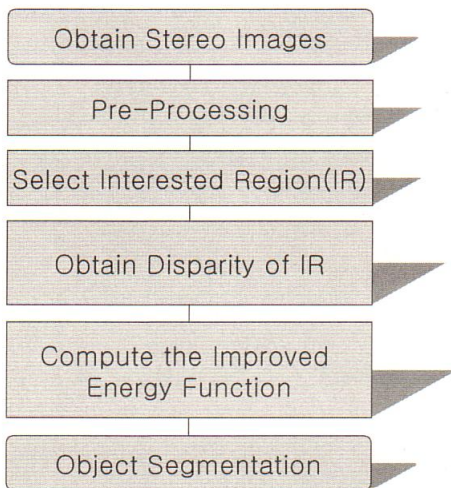 Obtain Stereo Images
Pre-Processing
Select Interested Region(IR)
Obtain Disparity of IR
Compute the Improved
Energy Function
Object Segmentation